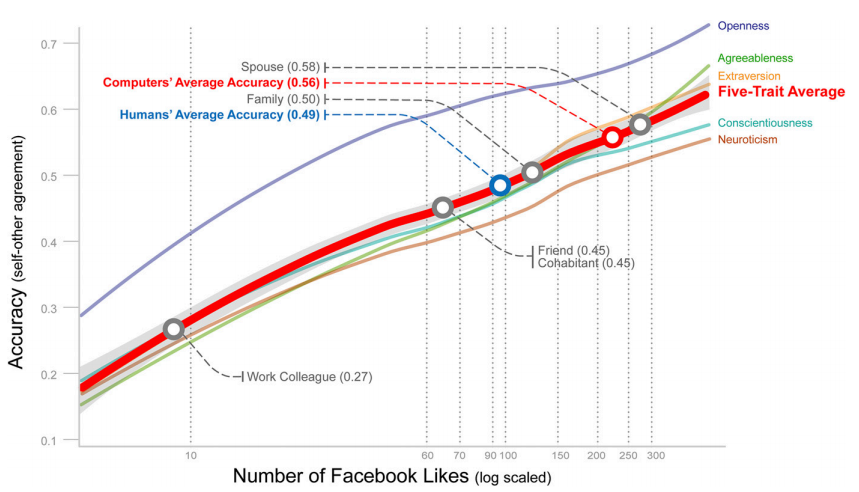 Openness
0.7
Agreeableness
Spouse (0.58)
Extraversion
Computers' Average Accuracy (0.56)
Five-Trait Average
Family (0.50)
0.6
Humans' Average Accuracy (0.49)
Conscientiousness
Neuroticism
0.5
0.4
Friend (0.45)
Cohabitant (0.45)
0.3
Work Colleague (0.27)
0.2
0.1
Accuracy (self-other agreement)
10 60 70 90 100 150 200 250 300
Number of Facebook Likes (log scaled)